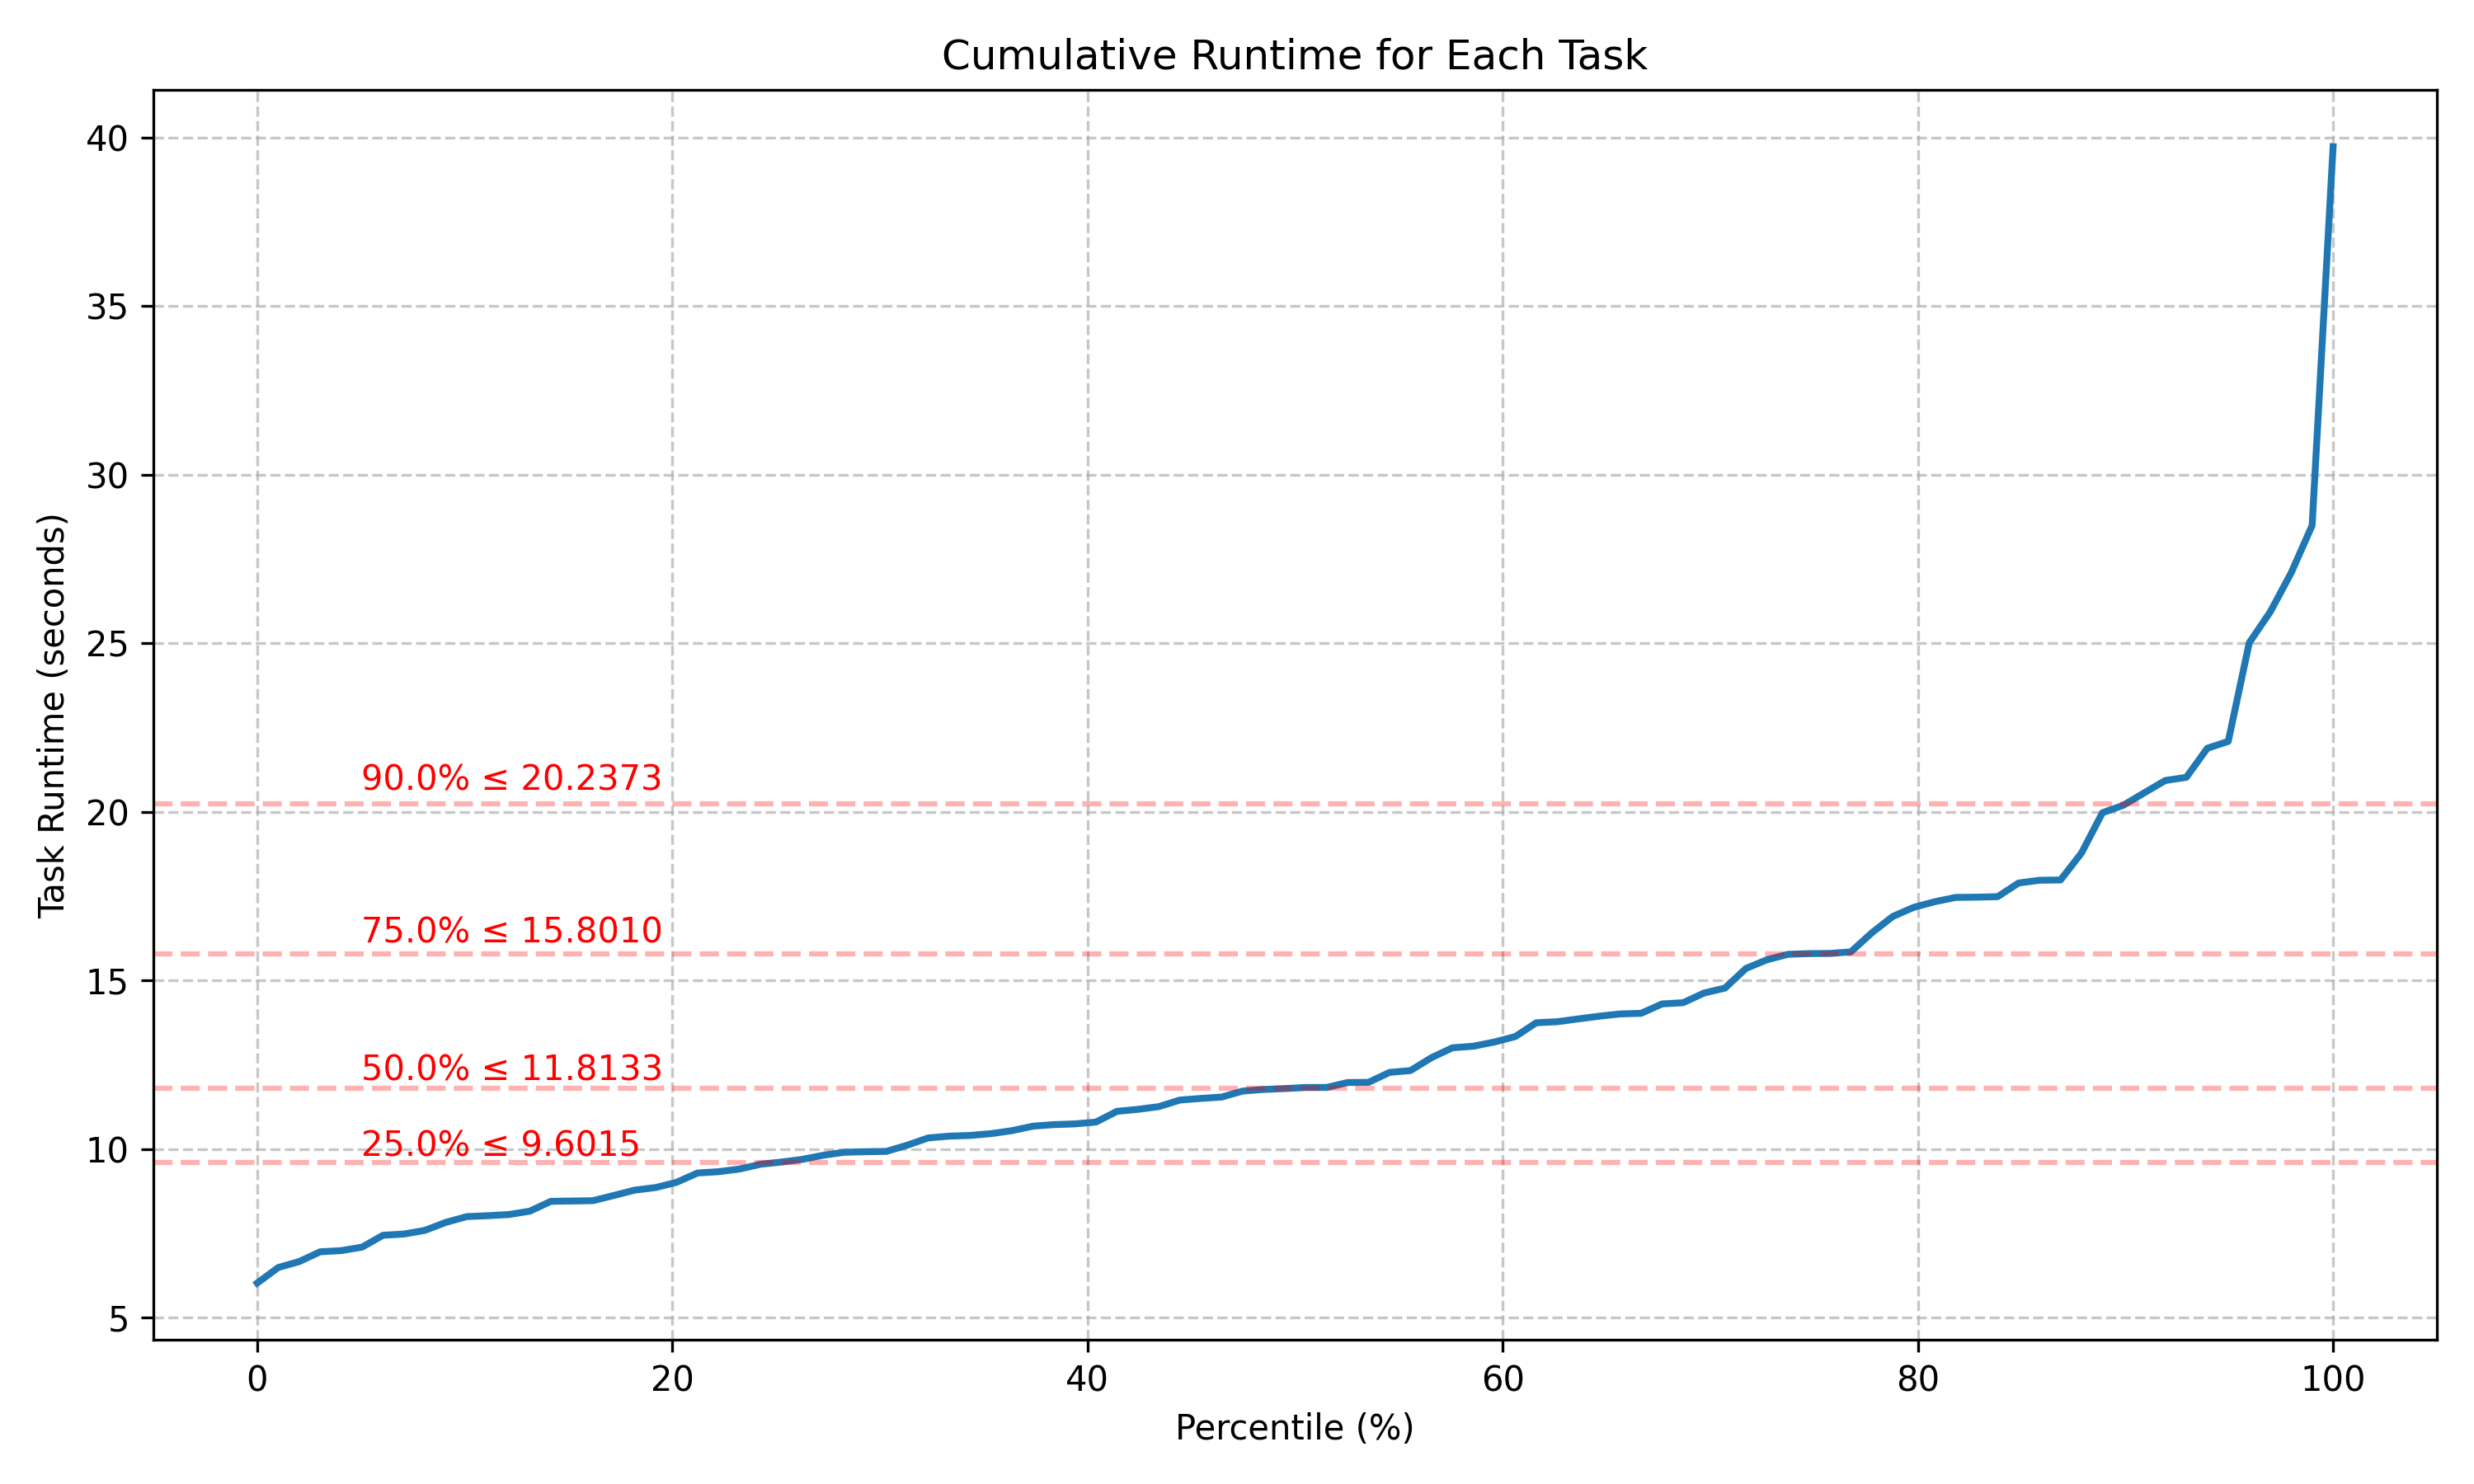 Cumulative Runtime for Each Task
Task Runtime (seconds)
40
35
30
25
20
15
10
5
90.0% ≤ 20.2373
75.0% ≤ 15.8010
50.0% ≤ 11.8133
25.0% ≤ 9.6015
0 20 40 60 80 100
Percentile (%)